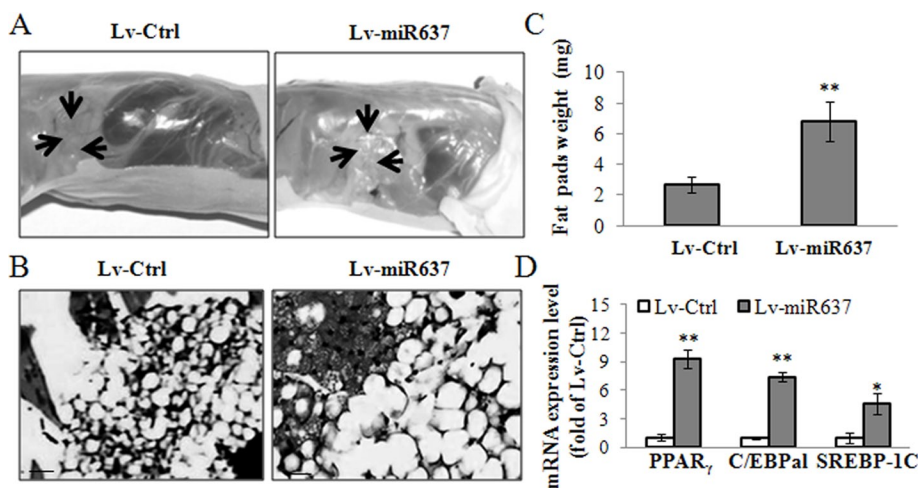 A
Lv-Ctrl
Lv-miR637
B
Lv-Ctrl
Lv-miR637
C
Fat pads weight (mg)
10
8
6
4
2
0
**
Lv-Ctrl
Lv-miR637
D
mRNA expression level
(fold of Lv-Ctrl)
Lv-Ctrl
Lv-miR637
15
12
9
6
3
0
**
**
*
PPARγ
C/EBPal
SREBP-1C